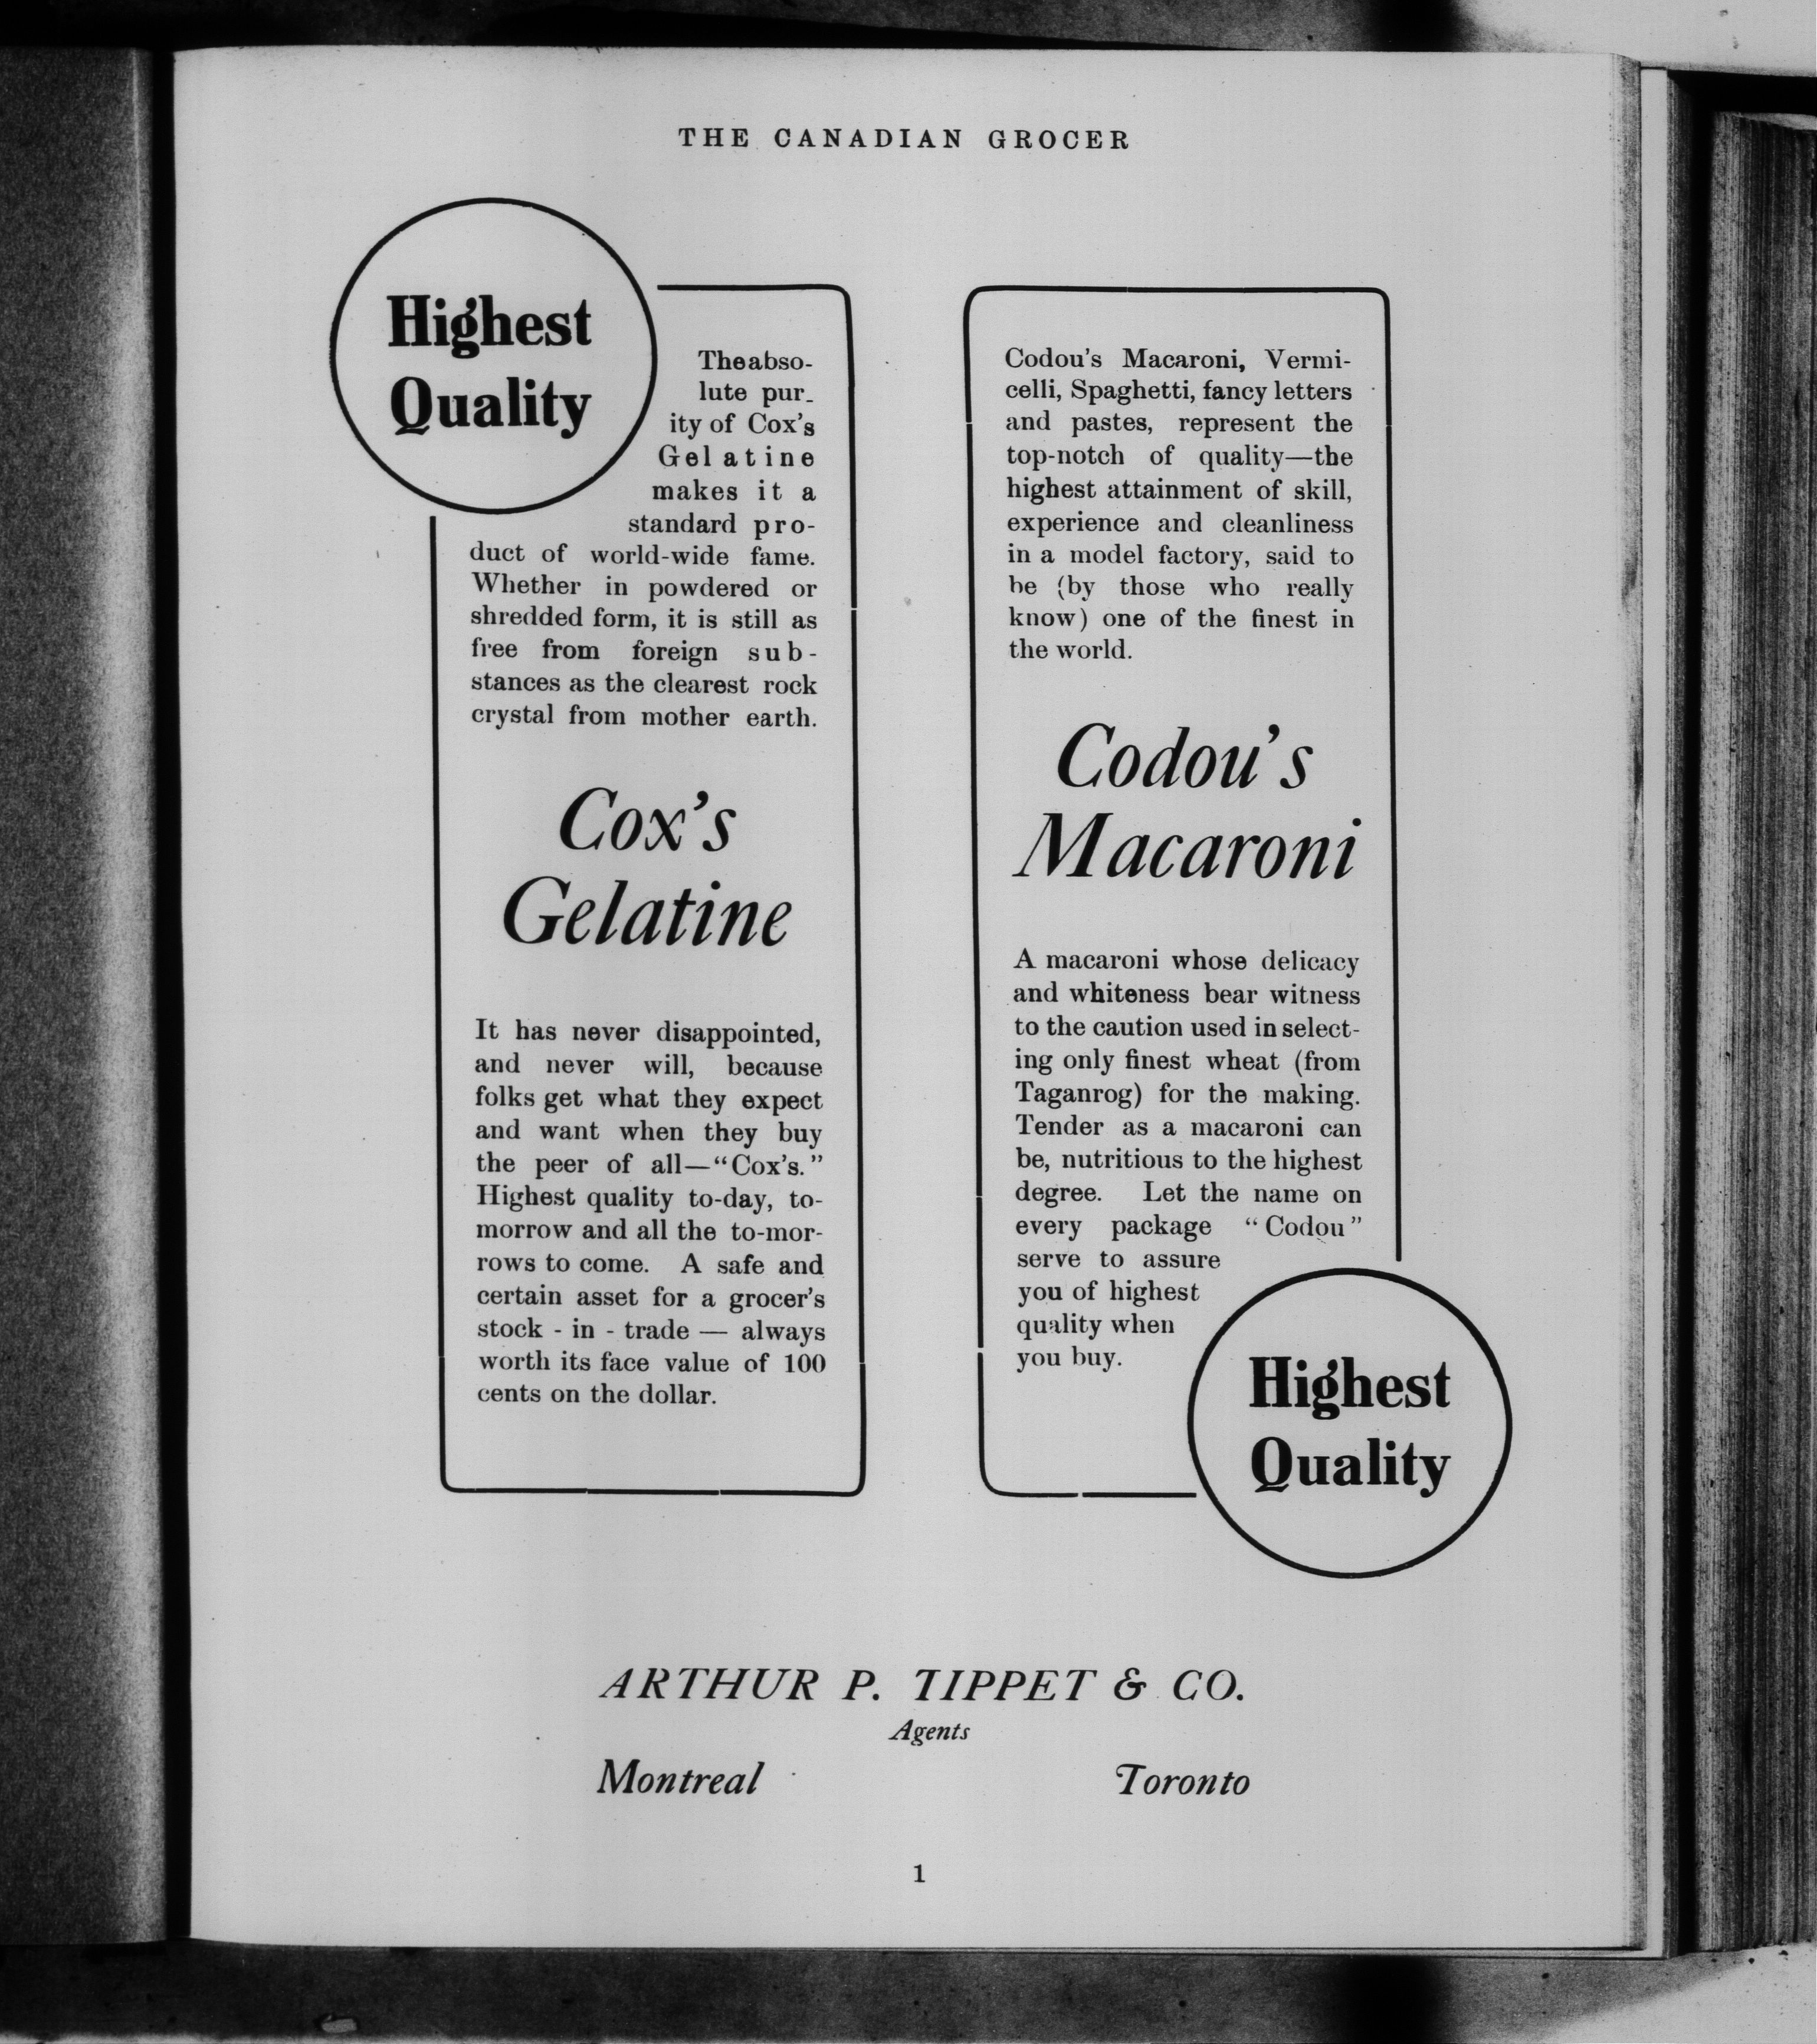 THE CANADIAN GROCER
Highest
Quality
The abso-
lute pur-
ity of Cox's
Gelatine
makes it a
standard pro-
duct of world-wide fame.
Whether in powdered or
shredded form, it is still as
free from foreign sub-
stances as the clearest rock
crystal from mother earth.
Cox's
Gelatine
It has never disappointed,
and never will, because
folks get what they expect
and want when they buy
the peer of all—"Cox's."
Highest quality to-day, to-
morrow and all the to-mor-
rows to come. A safe and
certain asset for a grocer's
stock - in - trade — always
worth its face value of 100
cents on the dollar.
Codou's Macaroni, Vermi-
celli, Spaghetti, fancy letters
and pastes, represent the
top-notch of quality—the
highest attainment of skill,
experience and cleanliness
in a model factory, said to
be (by those who really
know) one of the finest in
the world.
Codou's
Macaroni
A macaroni whose delicacy
and whiteness bear witness
to the caution used in select-
ing only finest wheat (from
Taganrog) for the making.
Tender as a macaroni can
be, nutritious to the highest
degree. Let the name on
every package "Codou"
serve to assure
you of highest
quality when
you buy.
Highest
Quality
ARTHUR P. TIPPET & CO.
Agents
Montreal Toronto
1